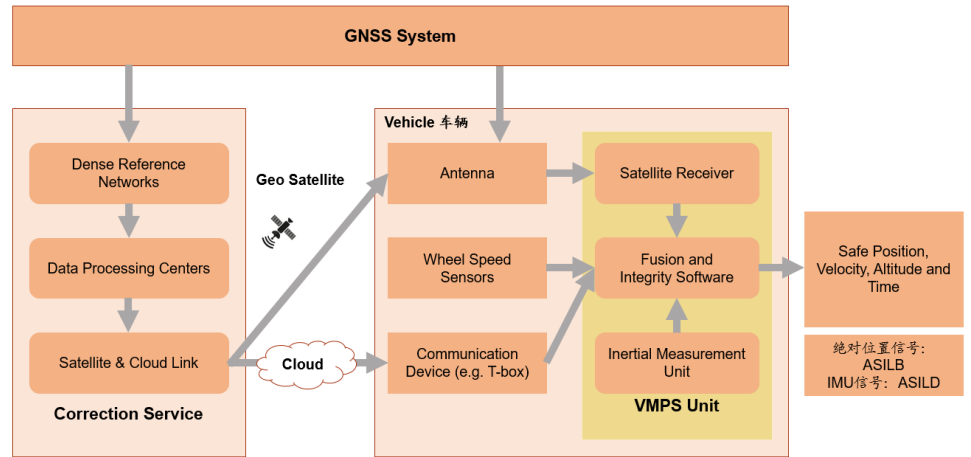 GNSS System
Dense Reference
Networks
Data Processing Centers
Satellite & Cloud Link
Correction Service
Geo Satellite
Cloud
Vehicle 车辆
Antenna
Wheel Speed
Sensors
Communication
Device (e.g. T-box)
Satellite Receiver
Fusion and
Integrity Software
Inertial Measurement
Unit
VMPS Unit
Safe Position,
Velocity, Altitude and
Time
绝对位置信号:
ASILB
IMU信号: ASILD